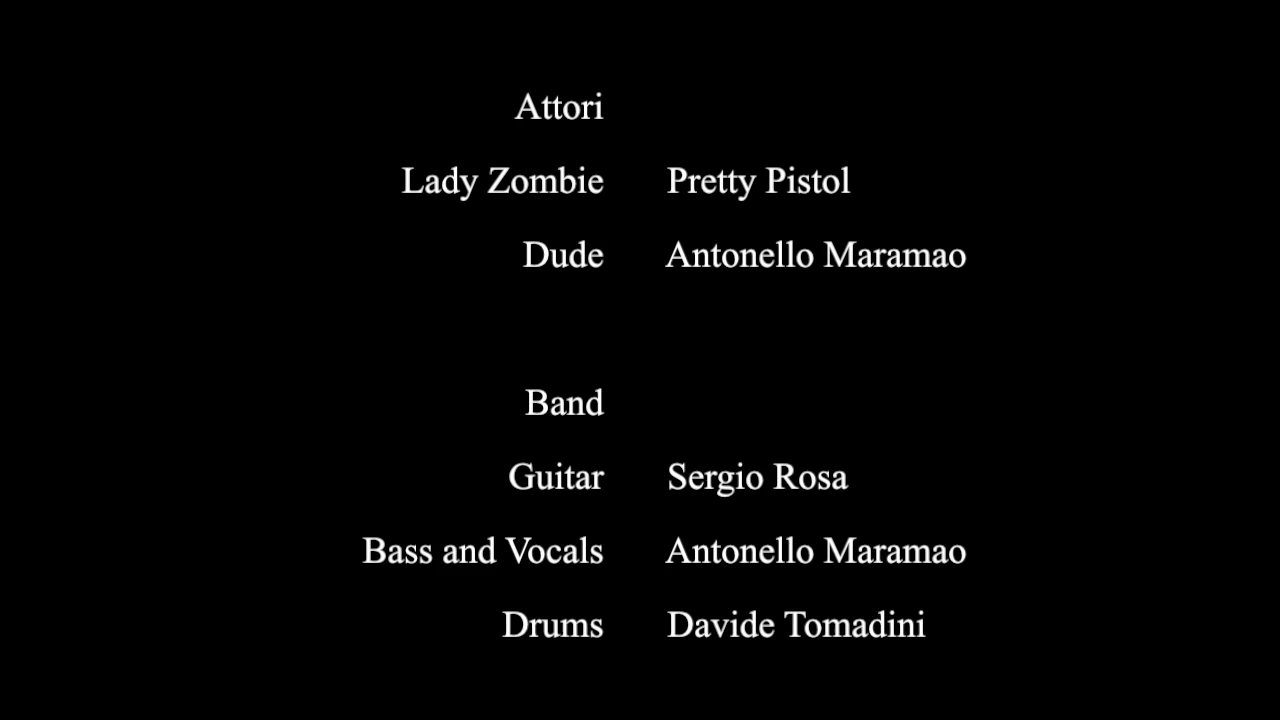 Attori
Lady Zombie Pretty Pistol
Dude Antonello Maramao
Band
Guitar Sergio Rosa
Bass and Vocals Antonello Maramao
Drums Davide Tomadini